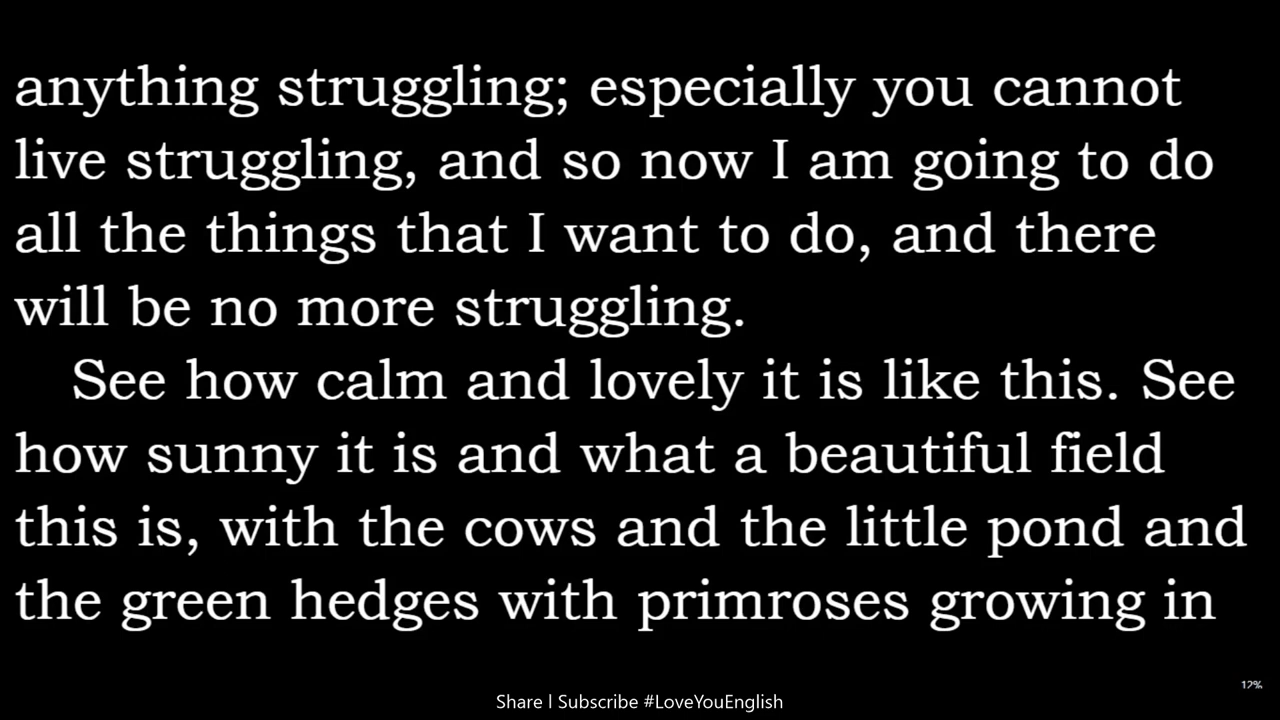 anything struggling; especially you cannot
live struggling, and so now I am going to do
all the things that I want to do, and there
will be no more struggling.
See how calm and lovely it is like this. See
how sunny it is and what a beautiful field
this is, with the cows and the little pond and
the green hedges with primroses growing in
12%
Share | Subscribe #LoveYouEnglish